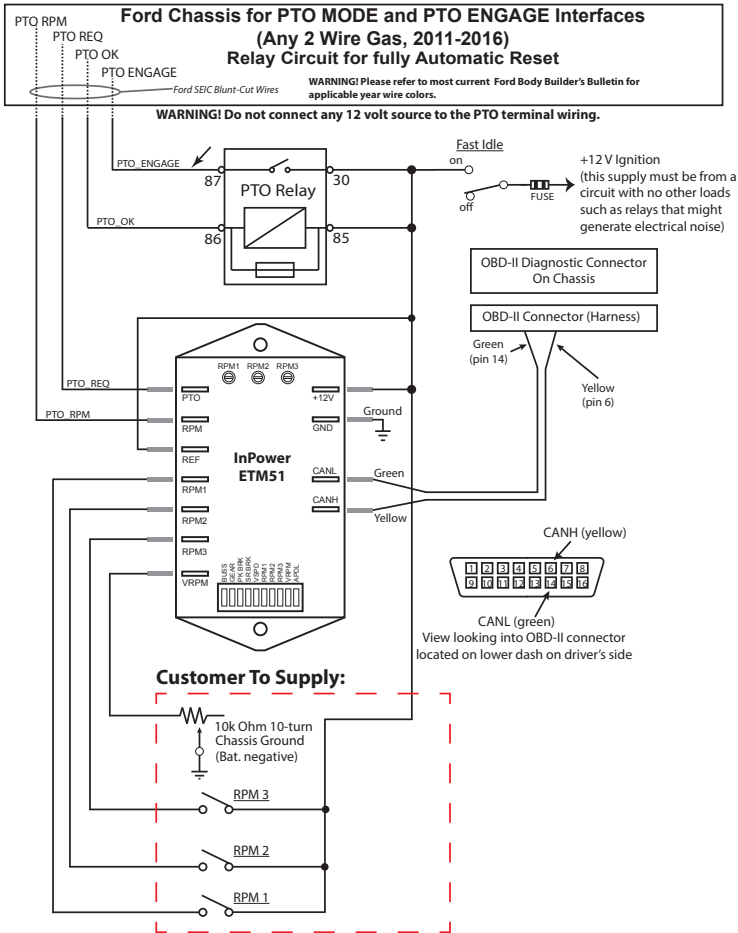 Ford Chassis for PTO MODE and PTO ENGAGE Interfaces
(Any 2 Wire Gas, 2011-2016)
Relay Circuit for fully Automatic Reset
PTO RPM
PTO REQ
PTO OK
PTO ENGAGE
Ford SEIC Blunt-Cut Wires
WARNING! Please refer to most current Ford Body Builder's Bulletin for
applicable year wire colors.
WARNING! Do not connect any 12 volt source to the PTO terminal wiring.
PTO_ENGAGE
87
30
PTO Relay
PTO_OK
86
85
Fast Idle
on
off
FUSE
+12 V Ignition
(this supply must be from a
circuit with no other loads
such as relays that might
generate electrical noise)
OBD-II Diagnostic Connector
On Chassis
OBD-II Connector (Harness)
Green
(pin 14)
Yellow
(pin 6)
RPM1 RPM2 RPM3
PTO_REQ
PTO
+12V
PTO_RPM
RPM
Ground
GND
REF
InPower
ETM51
CANL
Green
RPM1
CANH
Yellow
RPM2
RPM3
VRPM
BUSS
GEAR
PK BRK
SR BRK
VSPD
RPM1
RPM2
RPM3
VRPM
APDL
CANH (yellow)
1 2 3 4 5 6 7 8
9 10 11 12 13 14 15 16
CANL (green)
View looking into OBD-II connector
located on lower dash on driver's side
Customer To Supply:
10k Ohm 10-turn
Chassis Ground
(Bat. negative)
RPM 3
RPM 2
RPM 1